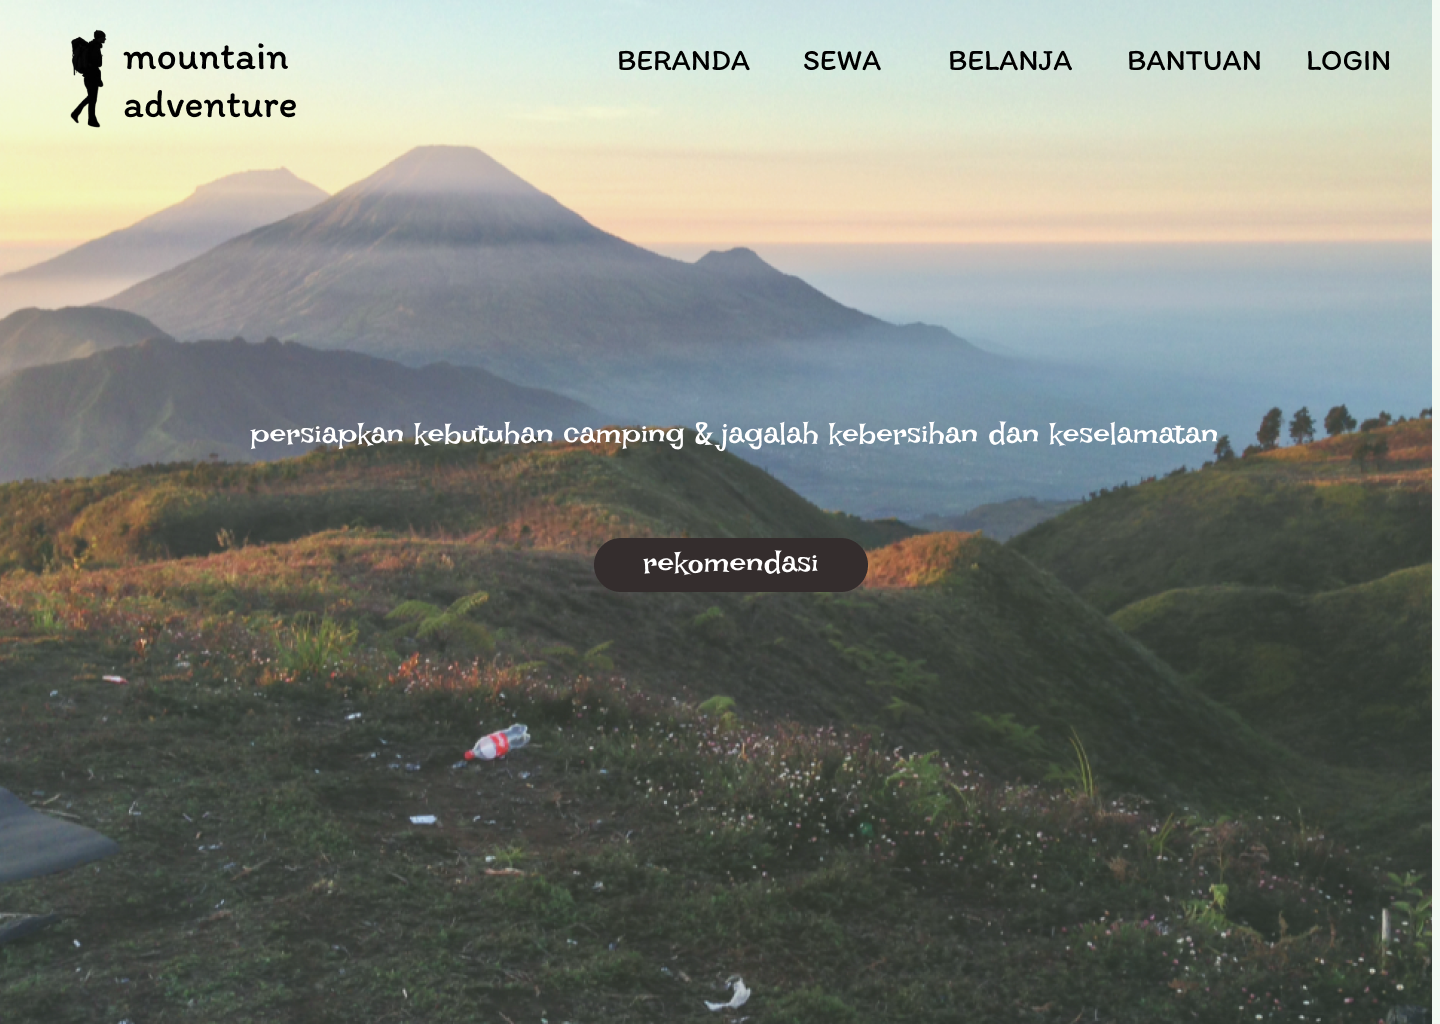 mountain
adventure
BERANDA SEWA BELANJA BANTUAN LOGIN
persiapkan kebutuhan camping & jagalah kebersihan dan keselamatan
rekomendasi